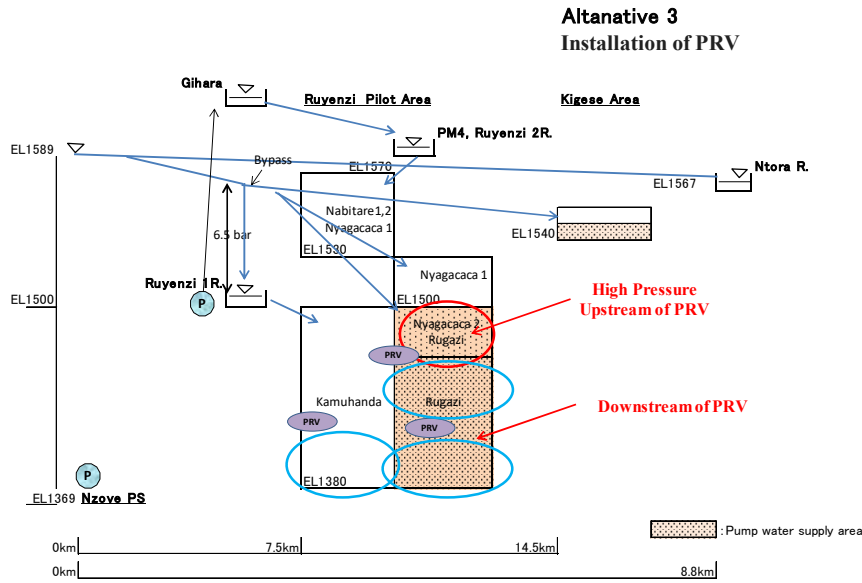 Altanative 3
Installation of PRV
Gihara
Ruyenzi Pilot Area
Kigese Area
PM4, Ruyenzi 2R.
EL1589
Bypass
EL1570
Ntora R.
EL1567
Nabitare1,2
Nyagacaca 1
6.5 bar
EL1540
EL1530
Nyagacaca 1
Ruyenzi 1R.
High Pressure
Upstream of PRV
EL1500
EL1500
P
Nyagacaca 2
Rugazi
PRV
Kamuhanda
Rugazi
Downstream of PRV
PRV
PRV
P
EL1380
EL1369 Nzove PS
:Pump water supply area
0km
7.5km
14.5km
0km
8.8km